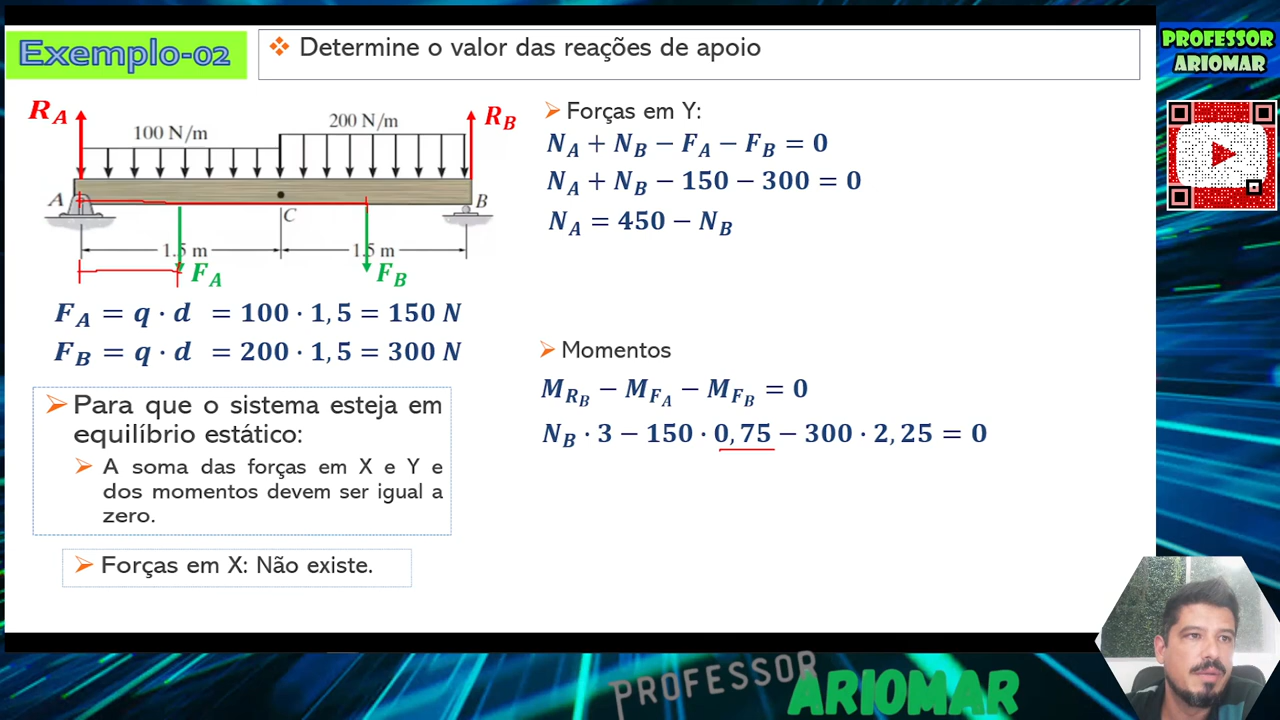 Exemplo-02
❖ Determine o valor das reações de apoio
PROFESSOR
ARIOMAR
R_A
100 N/m
200 N/m
R_B
A
B
C
1.5 m
1.5 m
F_A
F_B
F_A = q · d = 100 · 1,5 = 150 N
F_B = q · d = 200 · 1,5 = 300 N
➢ Para que o sistema esteja em
equilíbrio estático:
➢ A soma das forças em X e Y e
dos momentos devem ser igual a
zero.
➢ Forças em X: Não existe.
➢ Forças em Y:
N_A + N_B − F_A − F_B = 0
N_A + N_B − 150 − 300 = 0
N_A = 450 − N_B
➢ Momentos
M_{R_B} − M_{F_A} − M_{F_B} = 0
N_B · 3 − 150 · 0,75 − 300 · 2,25 = 0
PROFESSOR
ARIOMAR